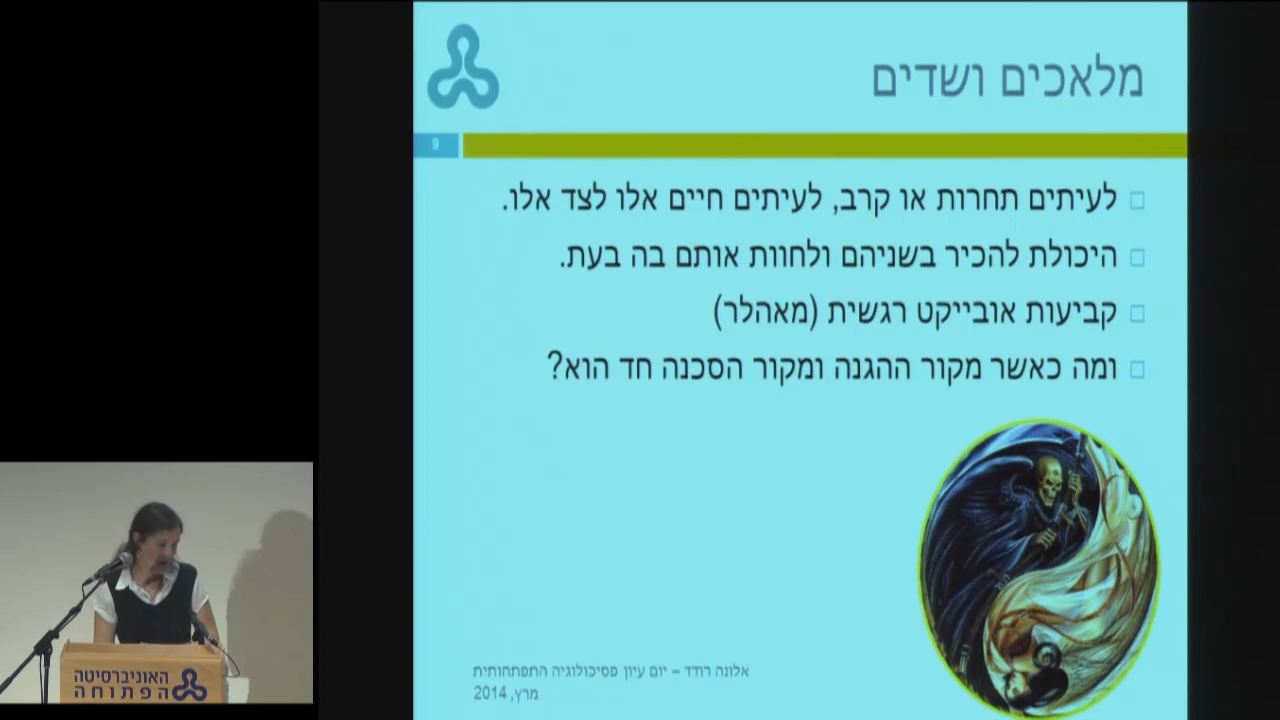 מלאכים ושדים
9
לעיתים תחרות או קרב, לעיתים חיים אלו לצד אלו.
היכולת להכיר בשניהם ולחוות אותם בה בעת.
קביעות אובייקט רגשית (מאהלר)
ומה כאשר מקור ההגנה ומקור הסכנה חד הוא?
אלונה רודד – יום עיון פסיכולוגיה התפתחותית
מרץ, 2014
האוניברסיטה
הפתוחה